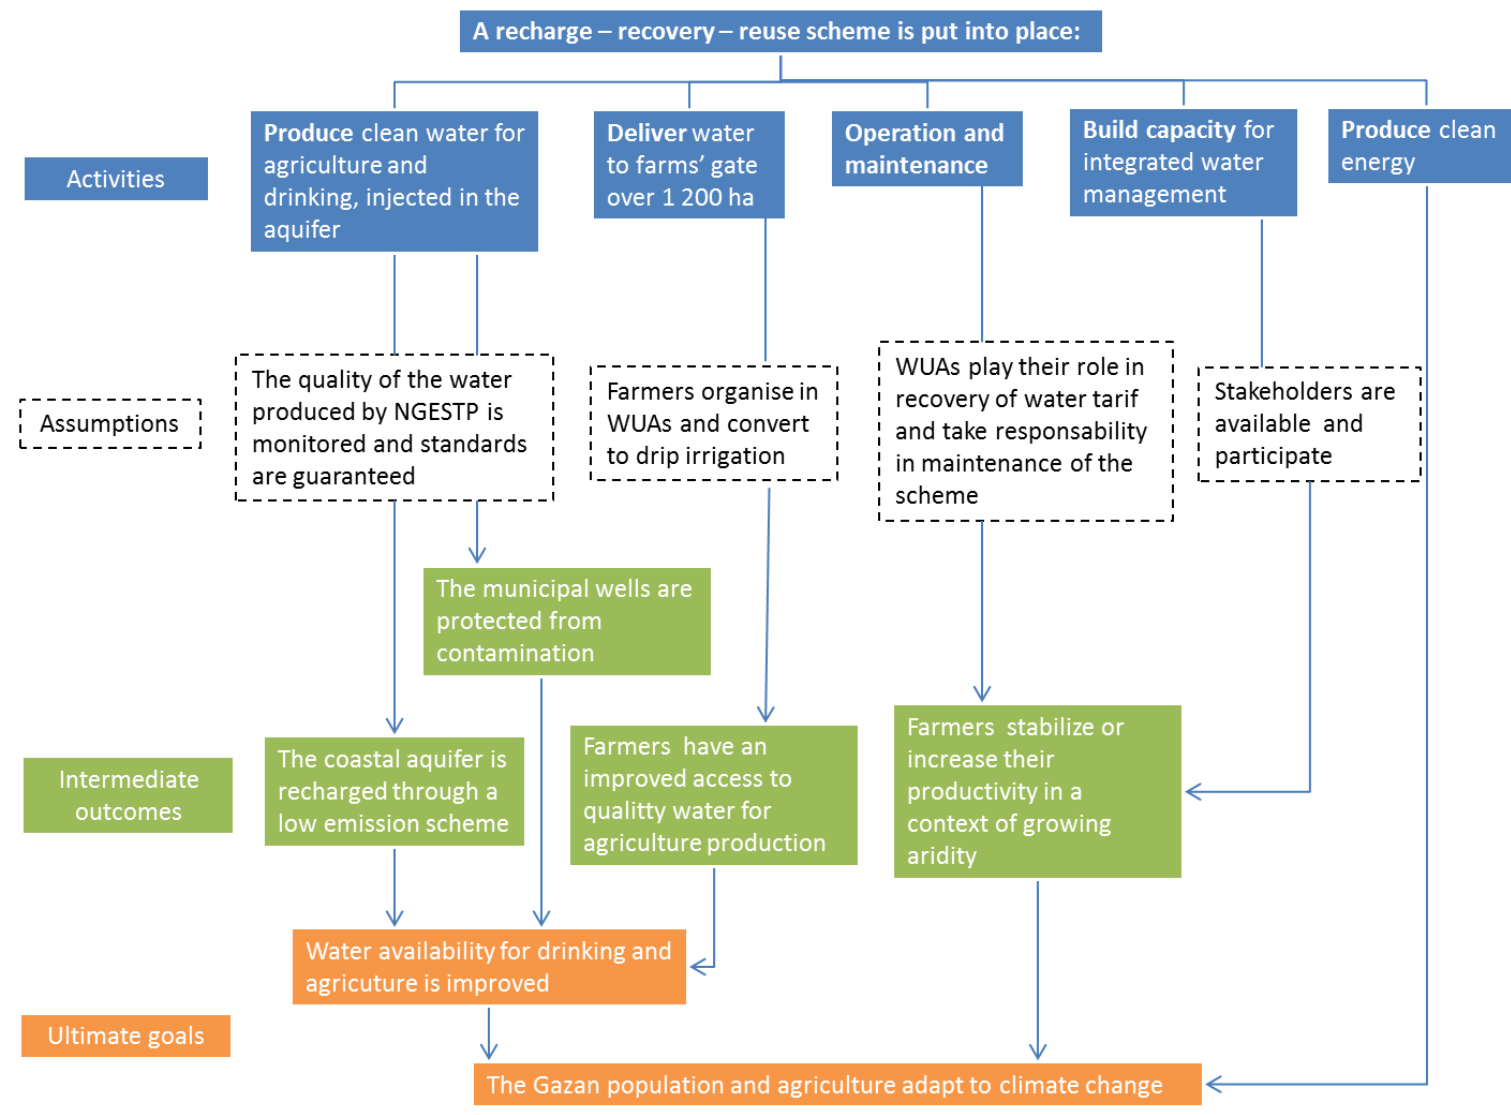 A recharge – recovery – reuse scheme is put into place:
Activities
Produce clean water for
agriculture and
drinking, injected in the
aquifer
Deliver water
to farms’ gate
over 1 200 ha
Operation and
maintenance
Build capacity for
integrated water
management
Produce clean
energy
Assumptions
The quality of the water
produced by NGESTP is
monitored and standards
are guaranteed
Farmers organise in
WUAs and convert
to drip irrigation
WUAs play their role in
recovery of water tarif
and take responsability
in maintenance of the
scheme
Stakeholders are
available and
participate
The municipal wells are
protected from
contamination
Intermediate
outcomes
The coastal aquifer is
recharged through a
low emission scheme
Farmers have an
improved access to
qualitty water for
agriculture production
Farmers stabilize or
increase their
productivity in a
context of growing
aridity
Water availability for drinking and
agricuture is improved
Ultimate goals
The Gazan population and agriculture adapt to climate change